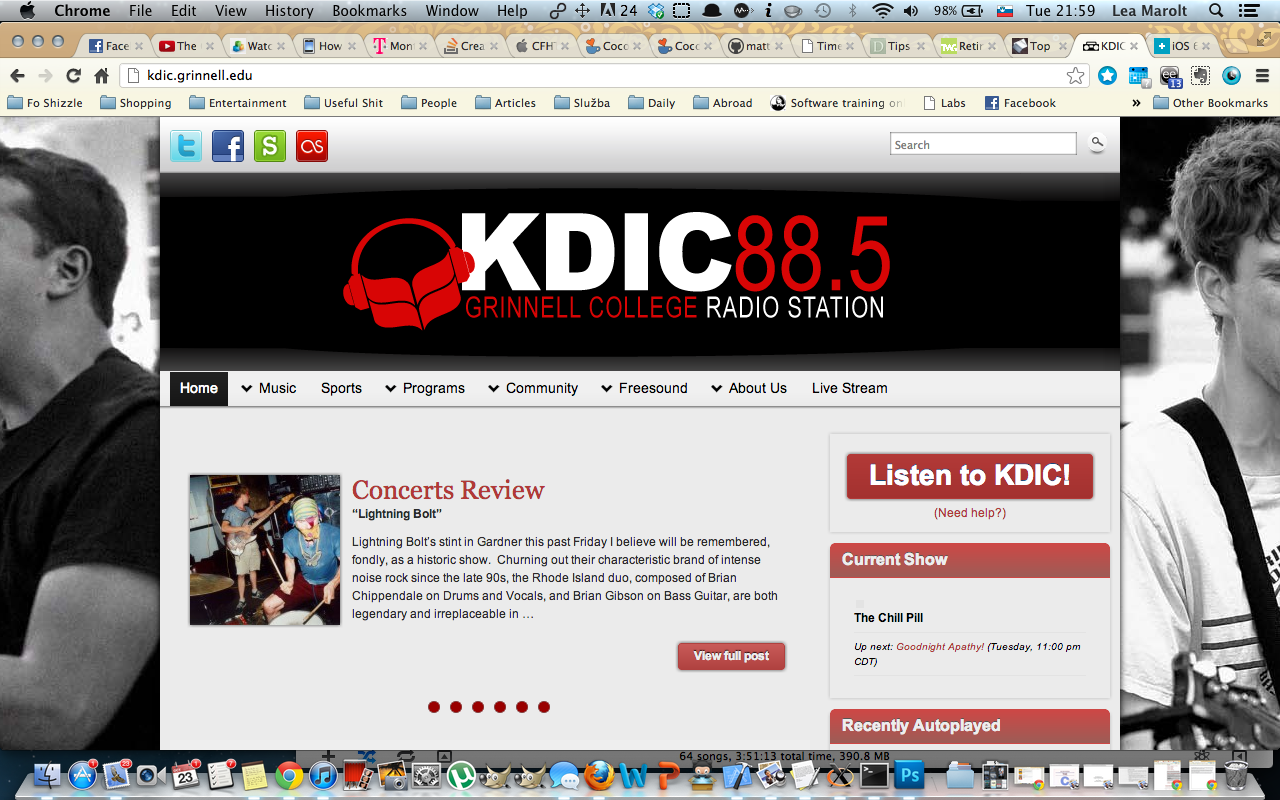 Chrome File Edit View History Bookmarks Window Help 24 98% Tue 21:59 Lea Marolt
Face The Watc How Mon Crea CFH Coco Coco matt Time Tips Retir Top KDIC iOS 6
kdic.grinnell.edu
13
Fo Shizzle Shopping Entertainment Useful Shit People Articles Služba Daily Abroad Software training onl Labs Facebook » Other Bookmarks
Search
KDIC88.5
GRINNELL COLLEGE RADIO STATION
Home Music Sports Programs Community Freesound About Us Live Stream
Listen to KDIC!
(Need help?)
Concerts Review
“Lightning Bolt”
Lightning Bolt’s stint in Gardner this past Friday I believe will be remembered,
fondly, as a historic show.  Churning out their characteristic brand of intense
noise rock since the late 90s, the Rhode Island duo, composed of Brian
Chippendale on Drums and Vocals, and Brian Gibson on Bass Guitar, are both
legendary and irreplaceable in …
View full post
Current Show
The Chill Pill
Up next: Goodnight Apathy! (Tuesday, 11:00 pm
CDT)
Recently Autoplayed
64 songs, 3:51:13 total time, 390.8 MB
23
Ps